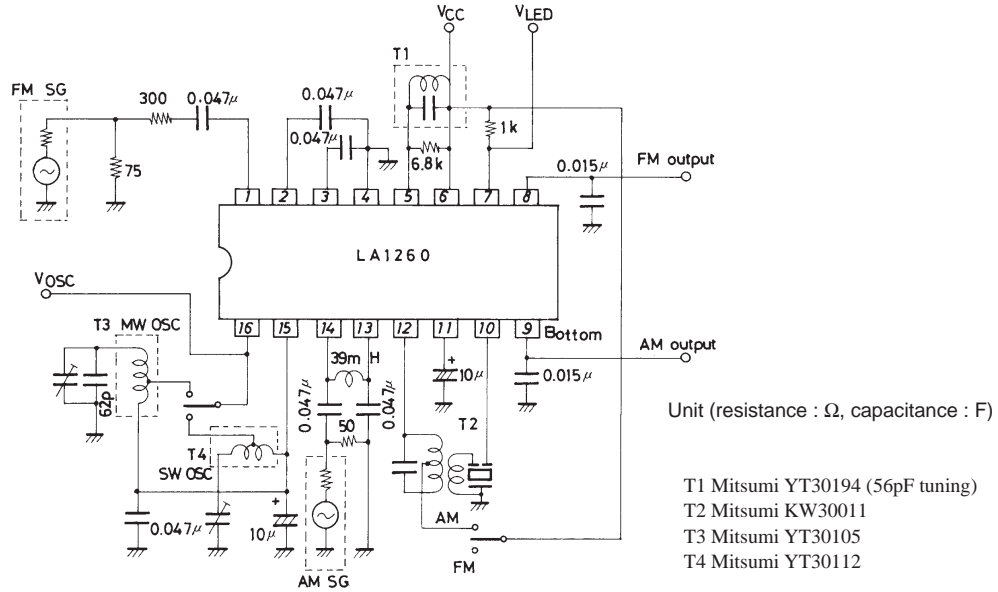 VCC
VLED
T1
FM SG
300
0.047μ
0.047μ
0.047μ
1k
6.8k
75
0.015μ
FM output
1 2 3 4 5 6 7 8
LA1260
VOSC
16 15 14 13 12 11 10 9
Bottom
T3 MW OSC
39m H
AM output
10μ
0.015μ
62p
0.047μ
0.047μ
50
T2
T4
SW OSC
Unit (resistance : Ω, capacitance : F)
0.047μ
10μ
AM
FM
AM SG
T1 Mitsumi YT30194 (56pF tuning)
T2 Mitsumi KW30011
T3 Mitsumi YT30105
T4 Mitsumi YT30112
+
+